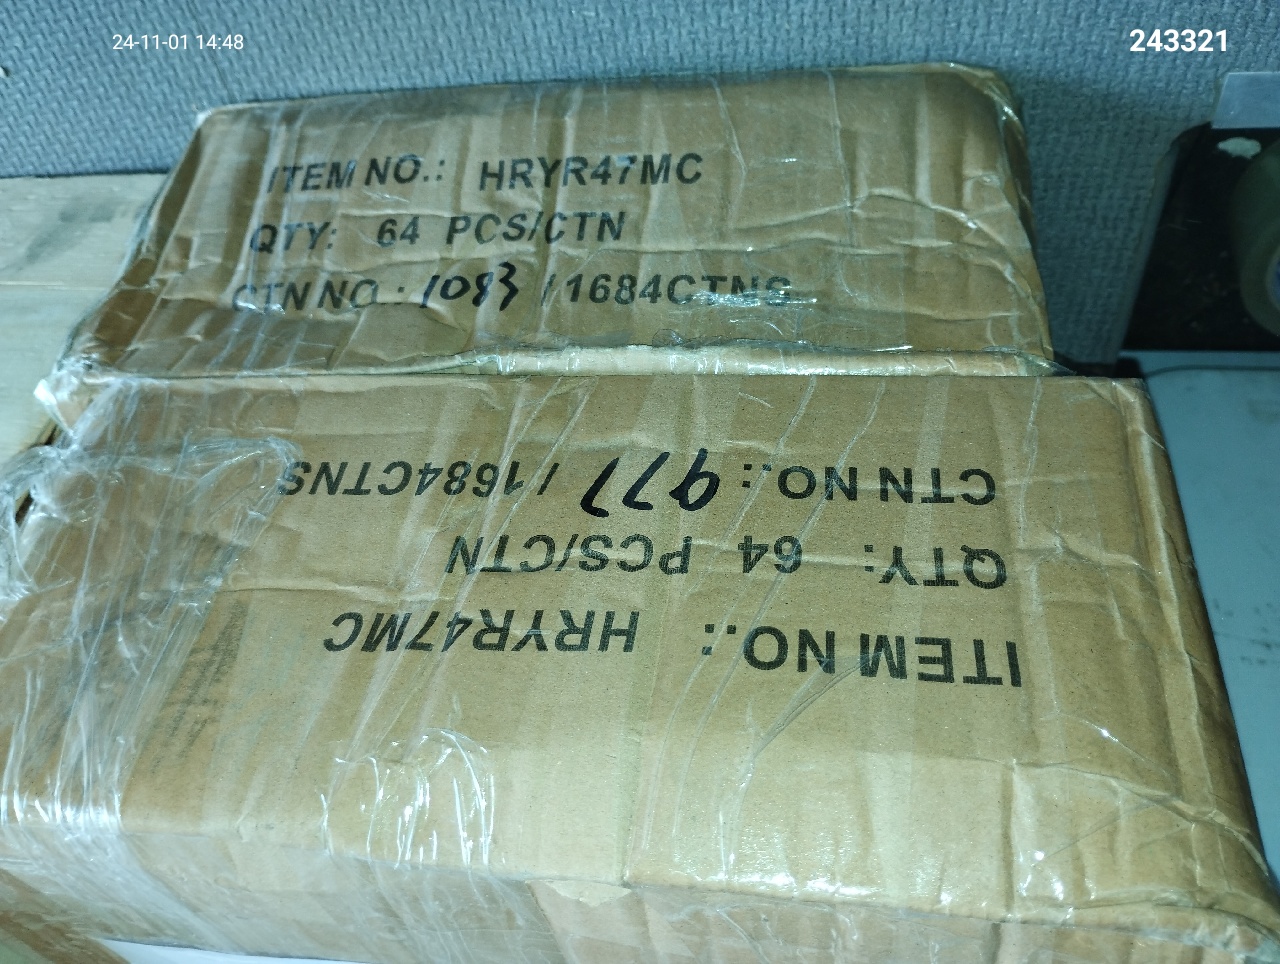 24-11-01 14:48
243321
ITEM NO.: HRYR47MC
QTY: 64 PCS/CTN
CTN NO.: 1083 /1684CTNS
ITEM NO.: HRYR47MC
QTY: 64 PCS/CTN
CTN NO.: 977 /1684CTNS